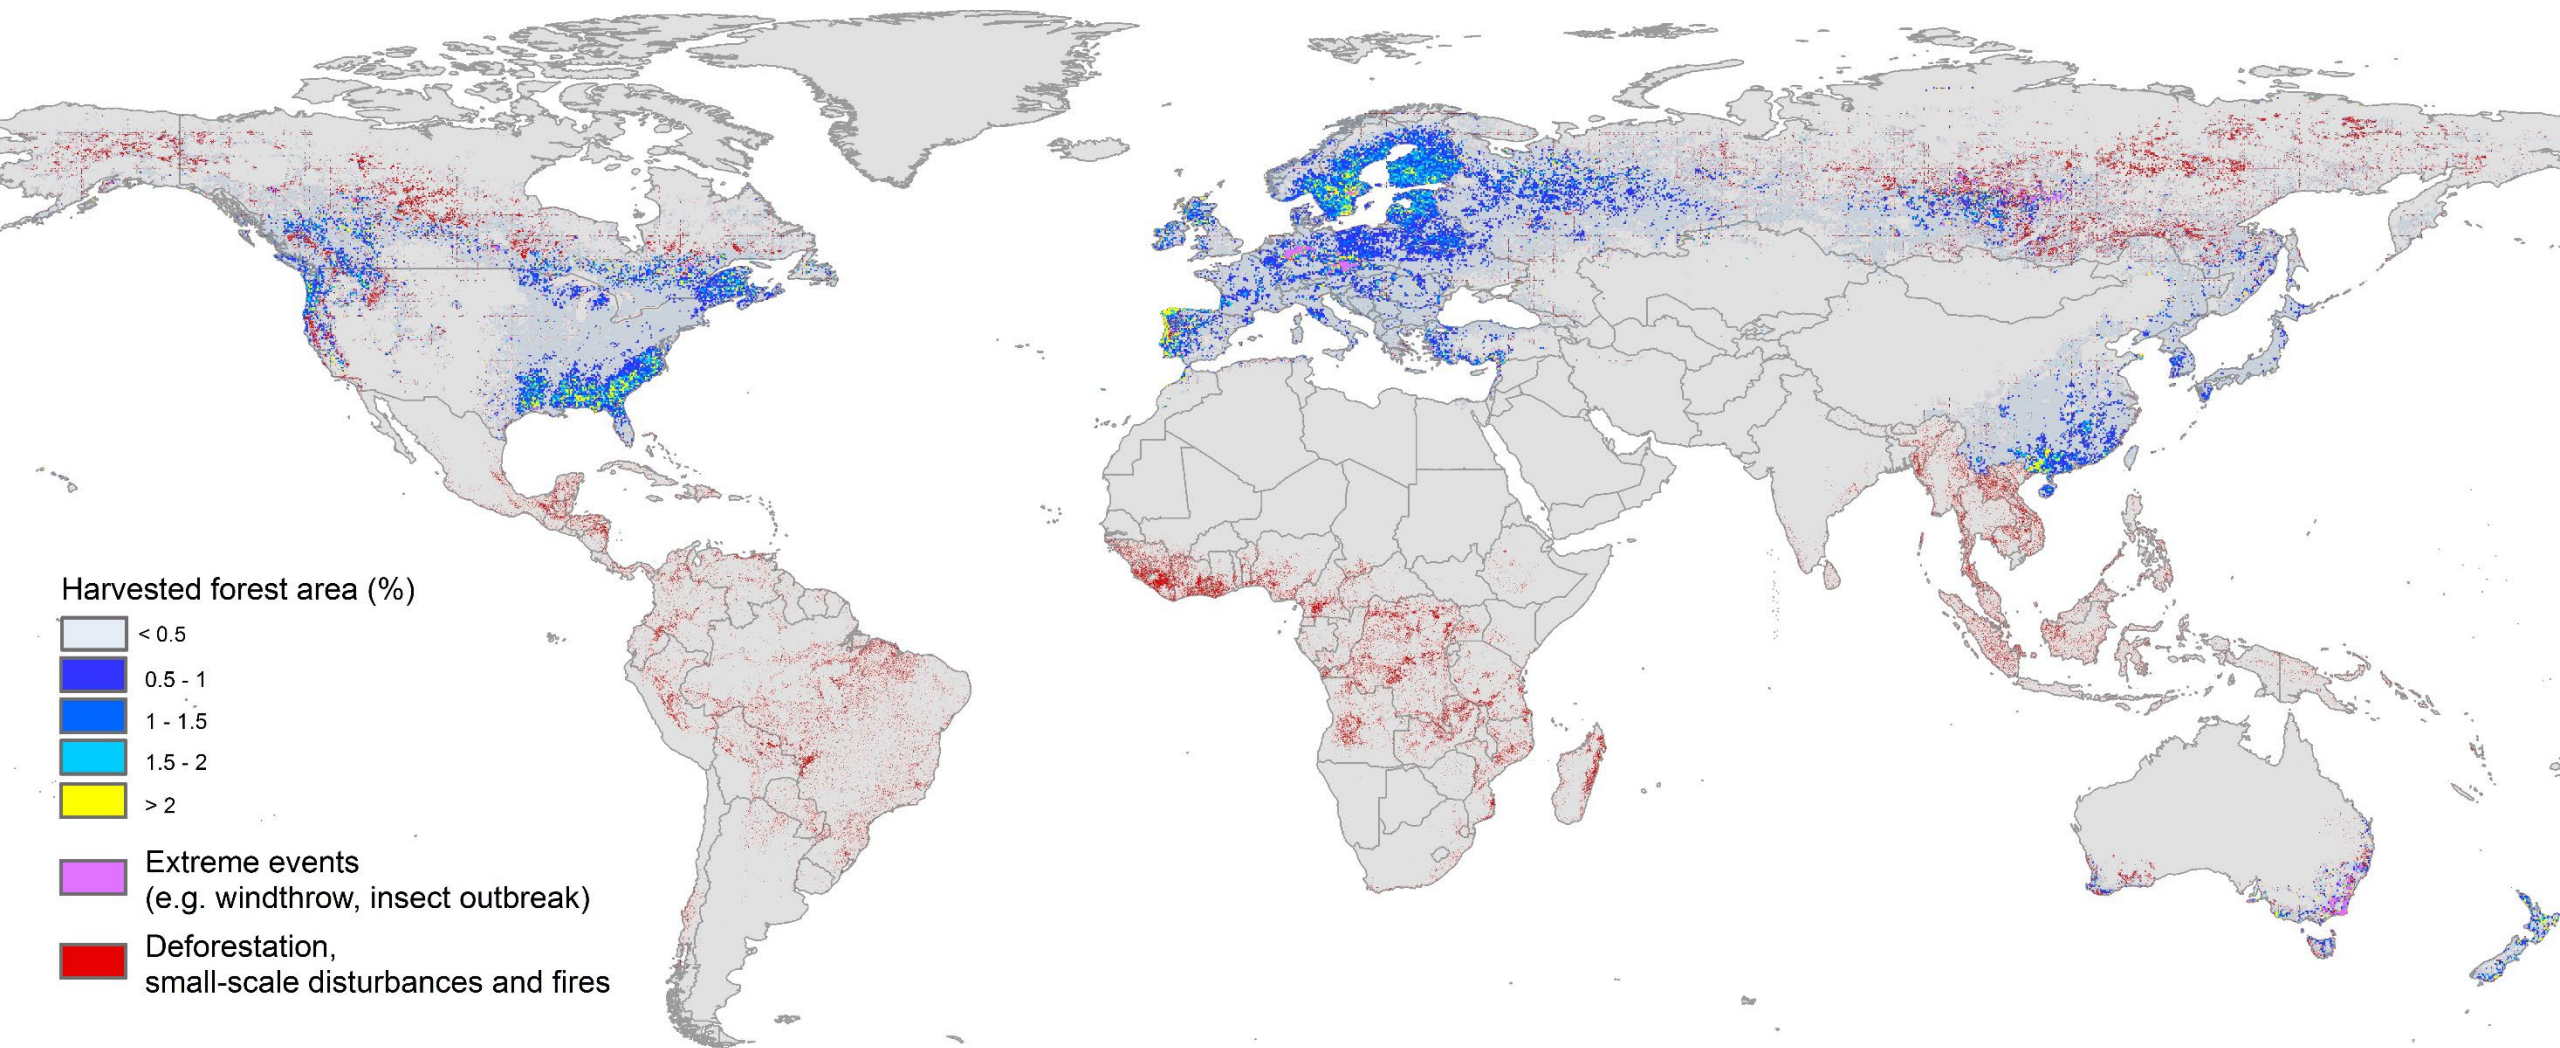 Harvested forest area (%)
< 0.5
0.5 - 1
1 - 1.5
1.5 - 2
> 2
Extreme events
(e.g. windthrow, insect outbreak)
Deforestation,
small-scale disturbances and fires